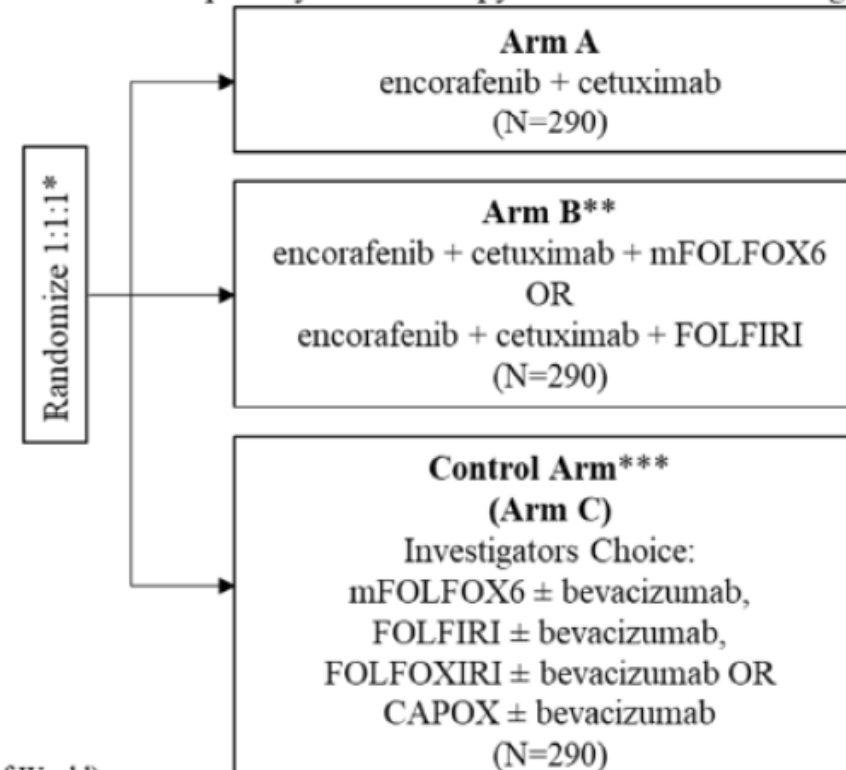 Arm A
encorafenib + cetuximab
(N=290)
Randomize 1:1:1*
Arm B**
encorafenib + cetuximab + mFOLFOX6
OR
encorafenib + cetuximab + FOLFIRI
(N=290)
Control Arm***
(Arm C)
Investigators Choice:
mFOLFOX6 ± bevacizumab,
FOLFIRI ± bevacizumab,
FOLFOXIRI ± bevacizumab OR
CAPOX ± bevacizumab
(N=290)